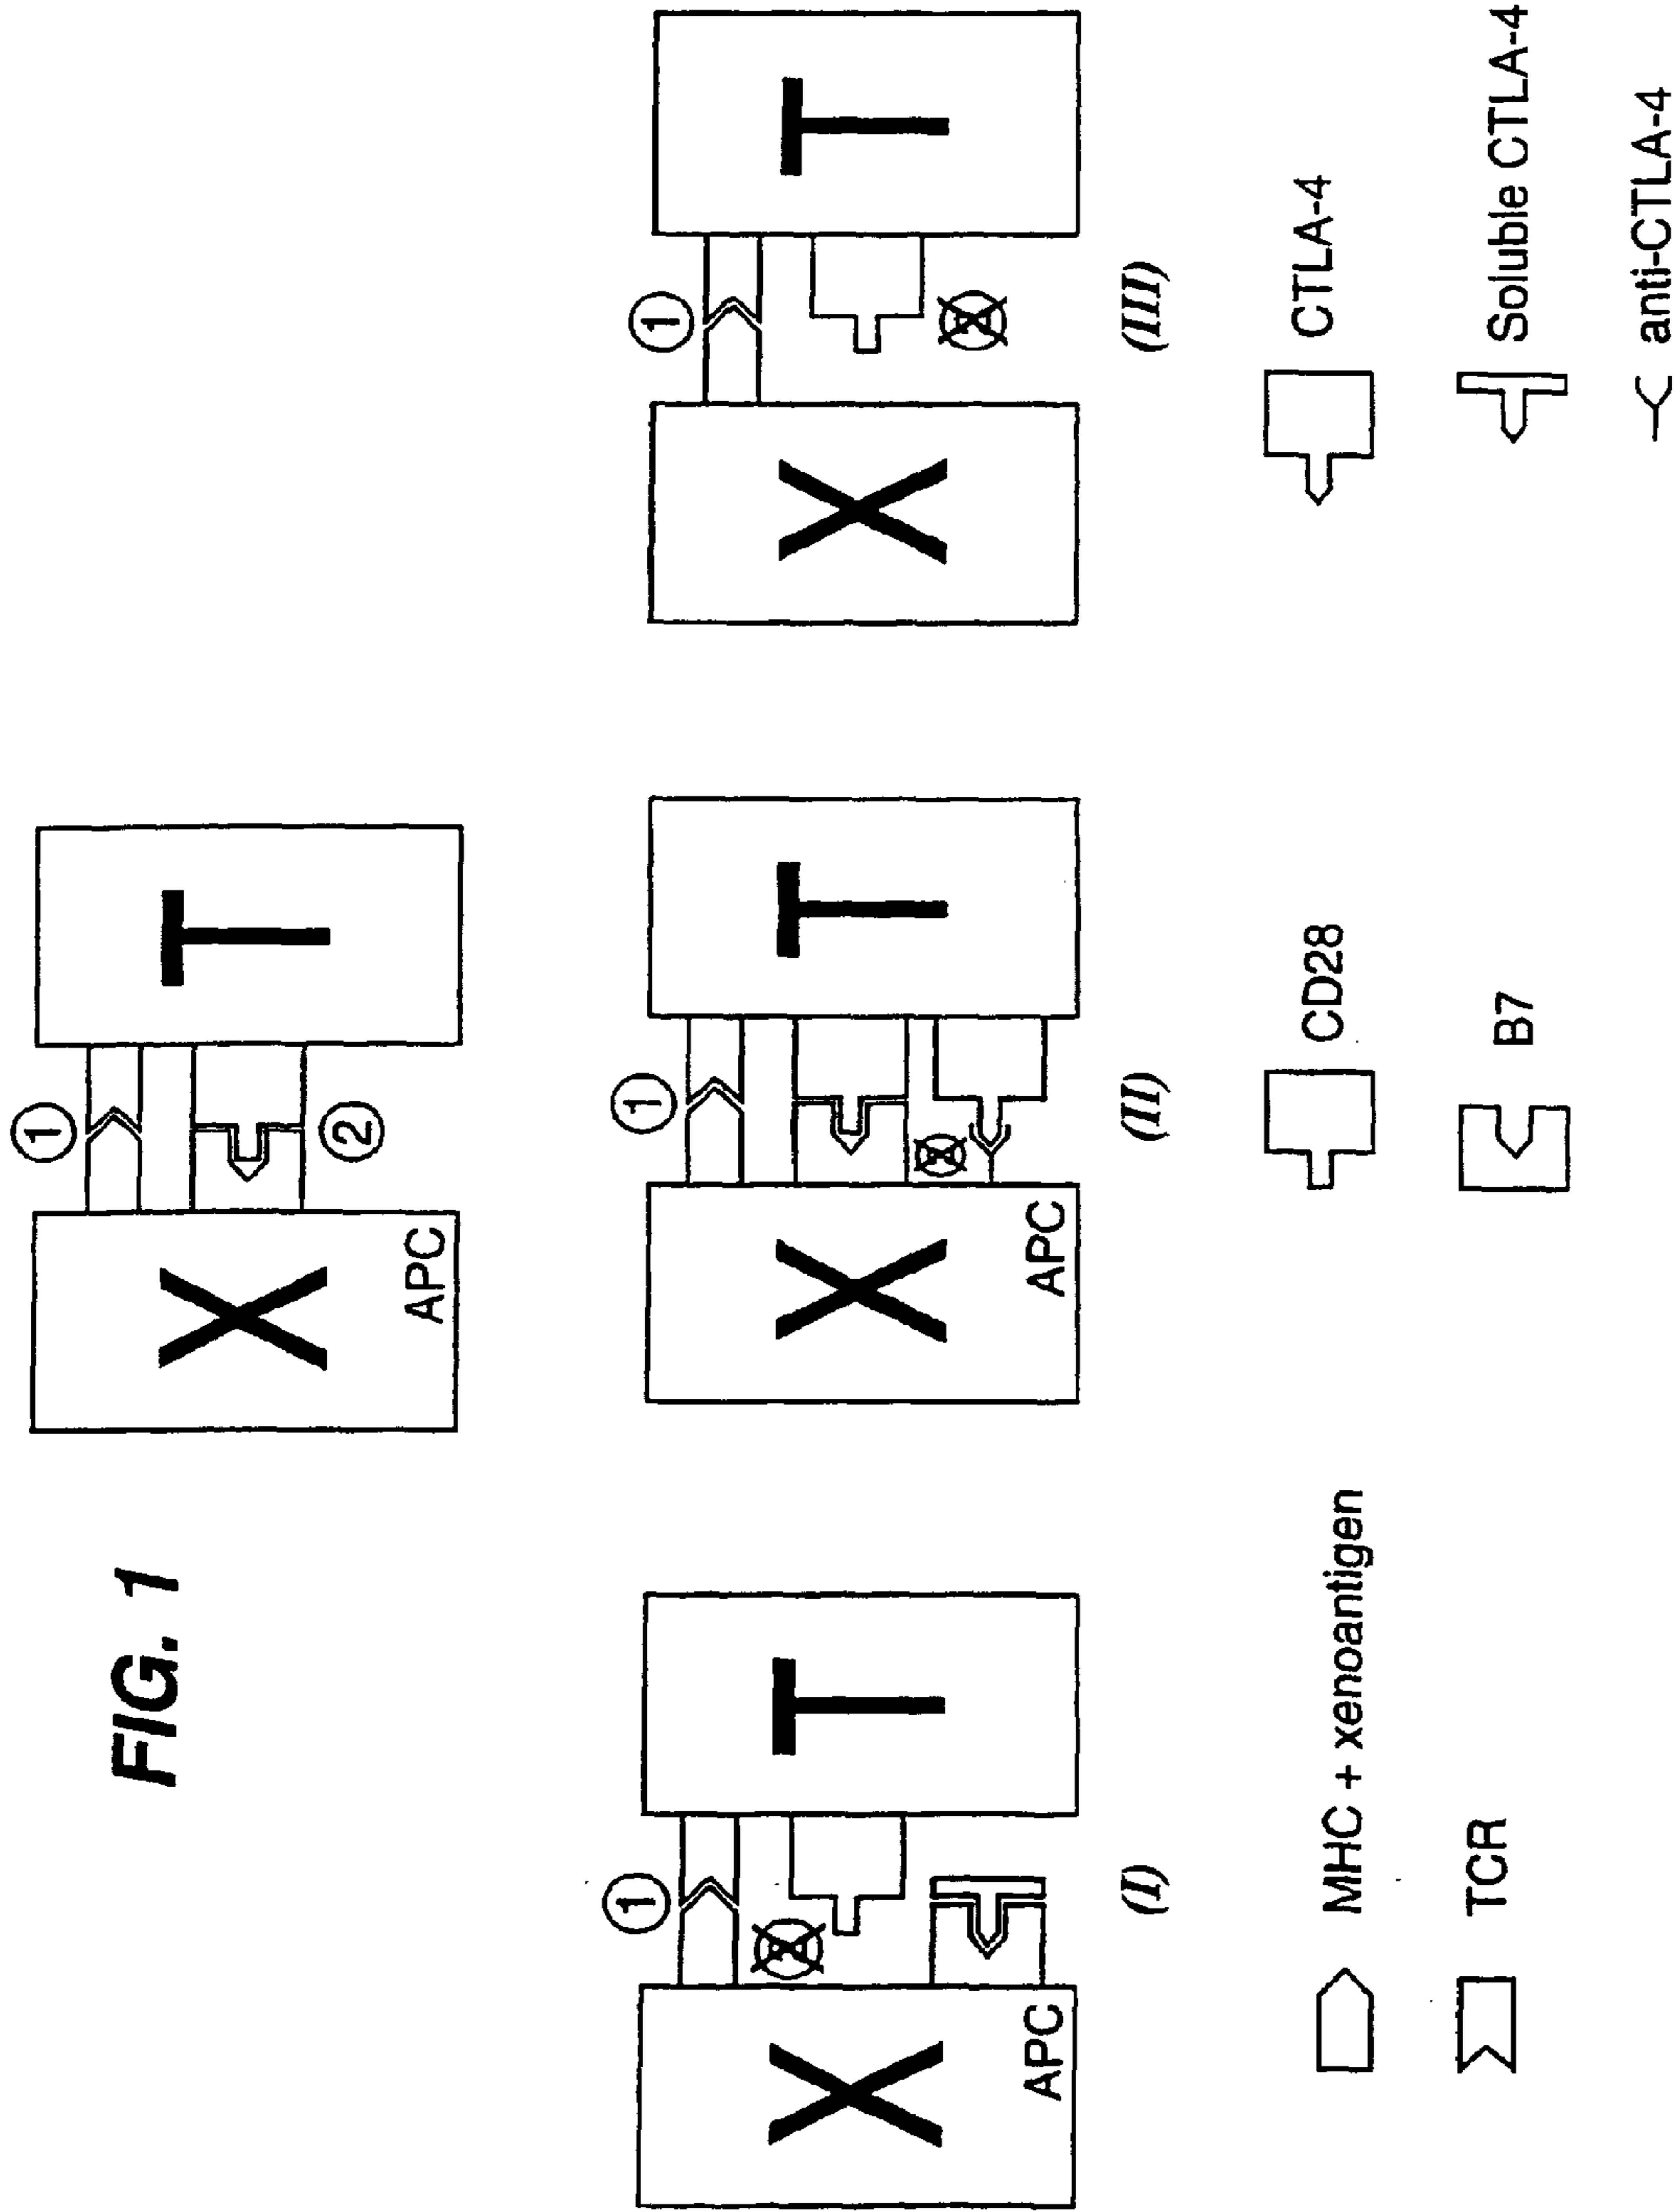 FIG. 1
1
X
T
APC
2
1
X
T
APC
(I)
1
X
T
APC
(II)
1
X
T
(III)
MHC + xenoantigen
CD28
CTLA-4
TCR
B7
Soluble CTLA-4
anti-CTLA-4